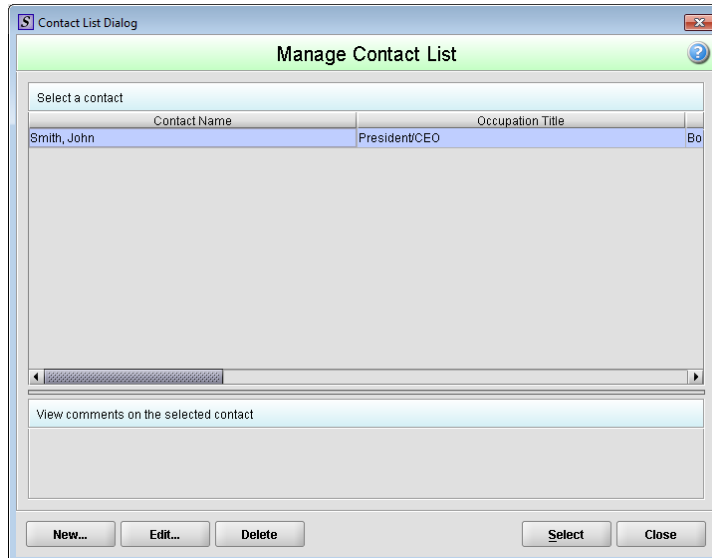 S Contact List Dialog
Manage Contact List ?
Select a contact
Contact Name Occupation Title
Smith, John President/CEO Bo
View comments on the selected contact
New... Edit... Delete Select Close